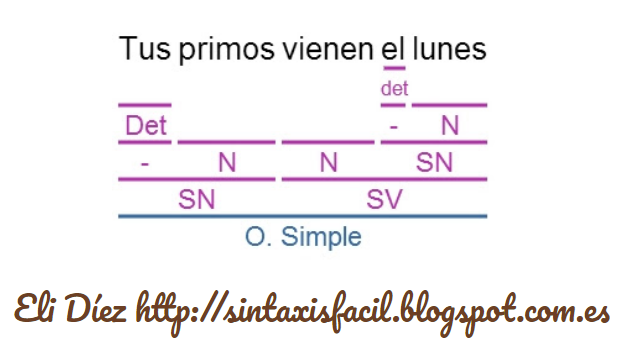 Tus primos vienen el lunes
det
Det - N
- N N SN
SN SV
O. Simple
Eli Díez http://sintaxisfacil.blogspot.com.es